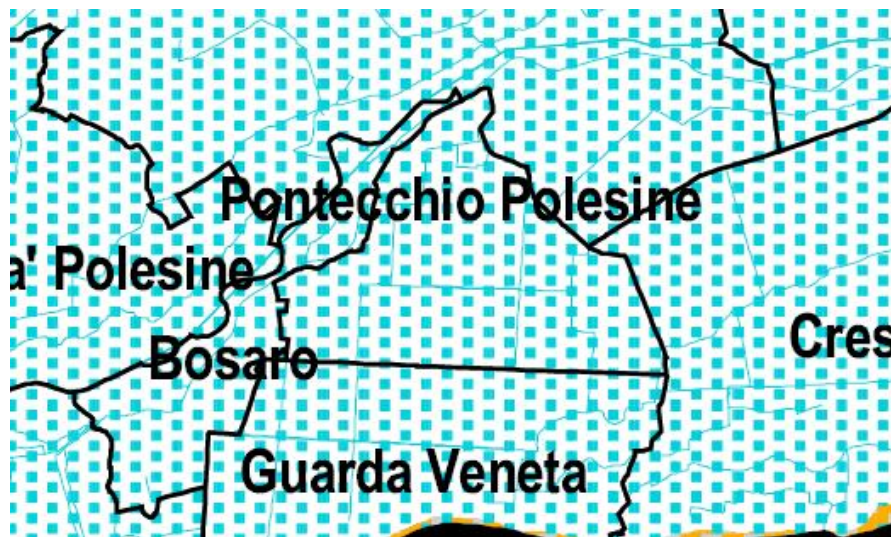 Pontecchio Polesine
a' Polesine
Cres
Bosaro
Guarda Veneta